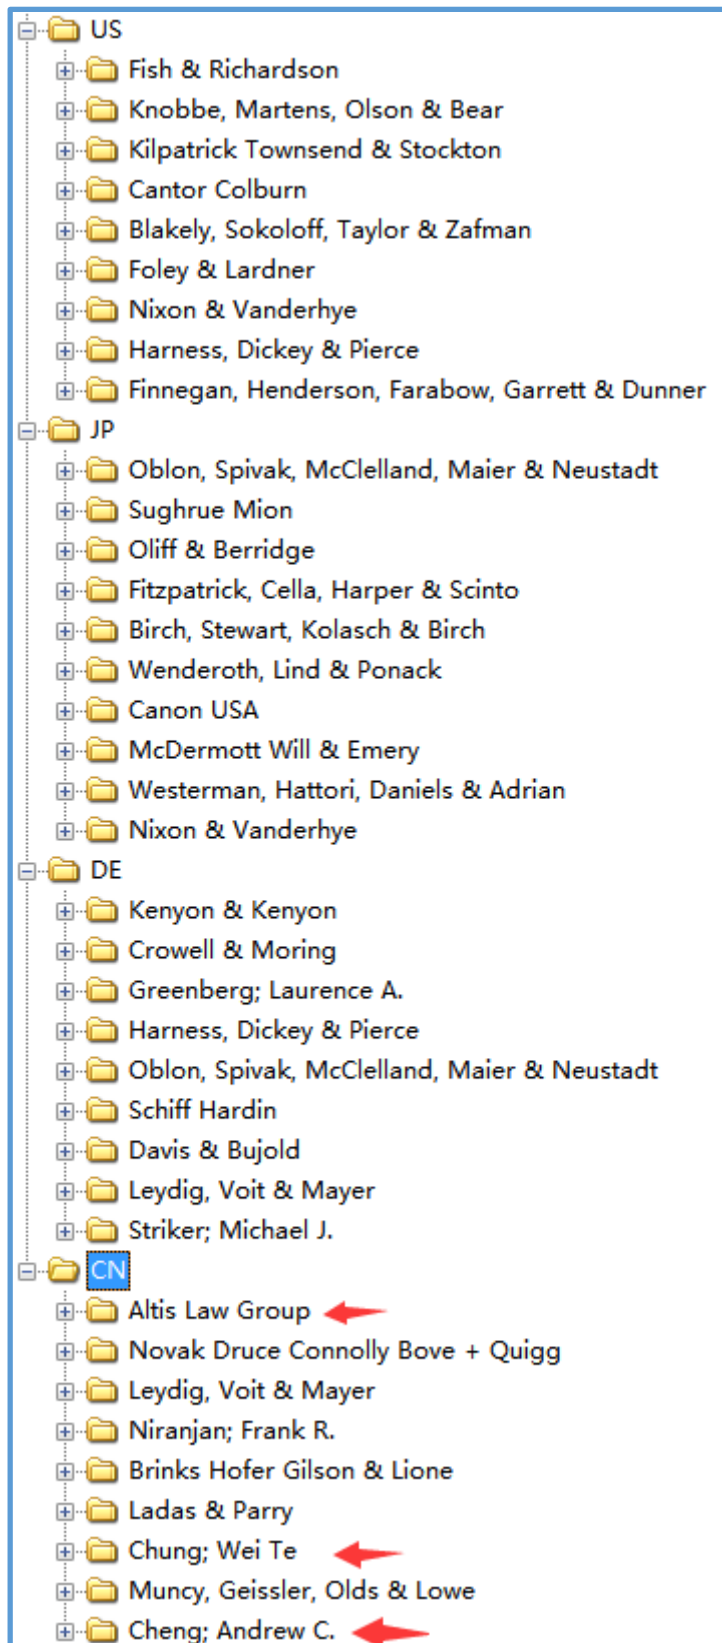 US
Fish & Richardson
Knobbe, Martens, Olson & Bear
Kilpatrick Townsend & Stockton
Cantor Colburn
Blakely, Sokoloff, Taylor & Zafman
Foley & Lardner
Nixon & Vanderhye
Harness, Dickey & Pierce
Finnegan, Henderson, Farabow, Garrett & Dunner
JP
Oblon, Spivak, McClelland, Maier & Neustadt
Sughrue Mion
Oliff & Berridge
Fitzpatrick, Cella, Harper & Scinto
Birch, Stewart, Kolasch & Birch
Wenderoth, Lind & Ponack
Canon USA
McDermott Will & Emery
Westerman, Hattori, Daniels & Adrian
Nixon & Vanderhye
DE
Kenyon & Kenyon
Crowell & Moring
Greenberg; Laurence A.
Harness, Dickey & Pierce
Oblon, Spivak, McClelland, Maier & Neustadt
Schiff Hardin
Davis & Bujold
Leydig, Voit & Mayer
Striker; Michael J.
CN
Altis Law Group
Novak Druce Connolly Bove + Quigg
Leydig, Voit & Mayer
Niranjan; Frank R.
Brinks Hofer Gilson & Lione
Ladas & Parry
Chung; Wei Te
Muncy, Geissler, Olds & Lowe
Cheng; Andrew C.